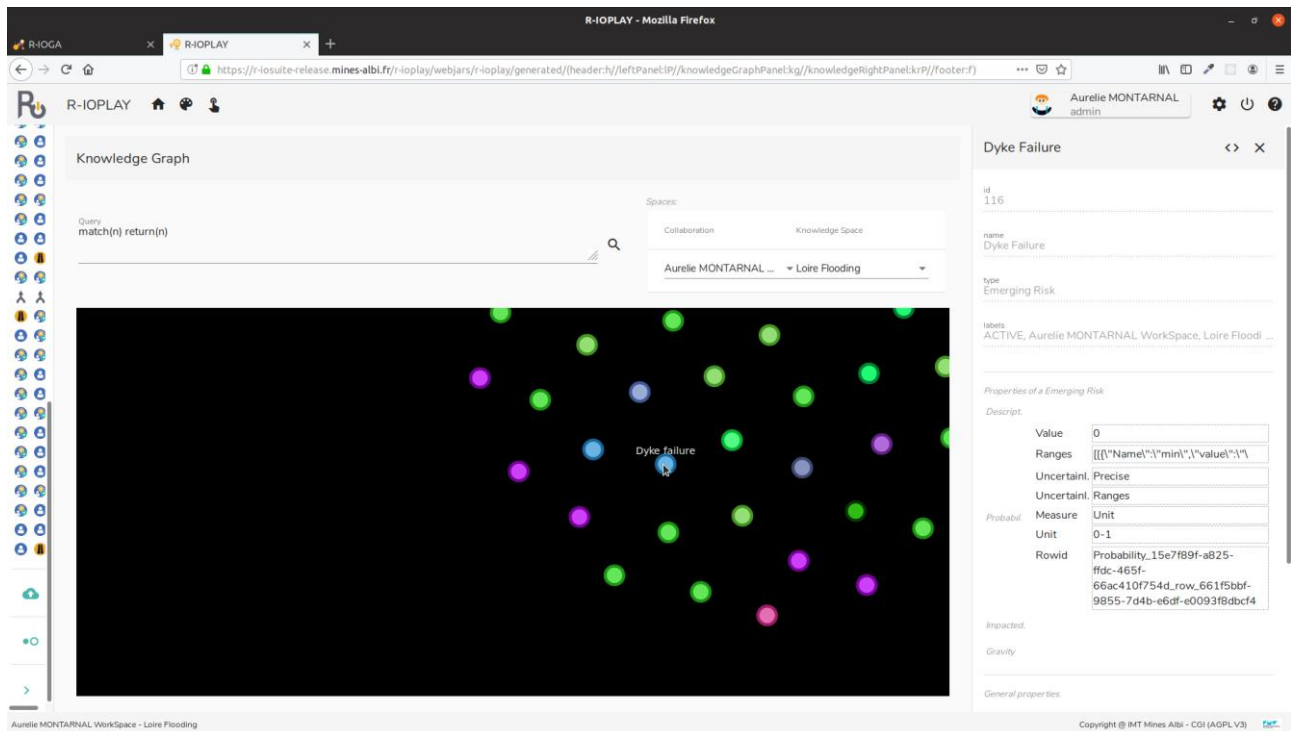 R-IOPLAY - Mozilla Firefox
R-IOGA
R-IOPLAY
https://r-iosuite-release.mines-albi.fr/r-ioplay/webjars/r-ioplay/generated/(header:h//leftPanel:lP//knowledgeGraphPanel:kg//knowledgeRightPanel:krP//footer:f)
R-IOPLAY
Aurelie MONTARNAL
admin
Knowledge Graph
Query
match(n) return(n)
Spaces:
Collaboration Knowledge Space
Aurelie MONTARNAL ... Loire Flooding
Dyke failure
Dyke Failure
id
116
name
Dyke Failure
type
Emerging Risk
labels
ACTIVE, Aurelie MONTARNAL WorkSpace, Loire Floodi ...
Properties of a Emerging Risk
Descript.
Value 0
Ranges [[[{\"Name\":\"min\",\"value\":\"\
Uncertainl. Precise
Uncertainl. Ranges
Probabil. Measure Unit
Unit 0-1
Rowid Probability_15e7f89f-a825-
ffdc-465f-
66ac410f754d_row_661f5bbf-
9855-7d4b-e6df-e0093f8dbcf4
Impacted.
Gravity
General properties
Aurelie MONTARNAL WorkSpace - Loire Flooding
Copyright @ IMT Mines Albi - CGI (AGPL V3)